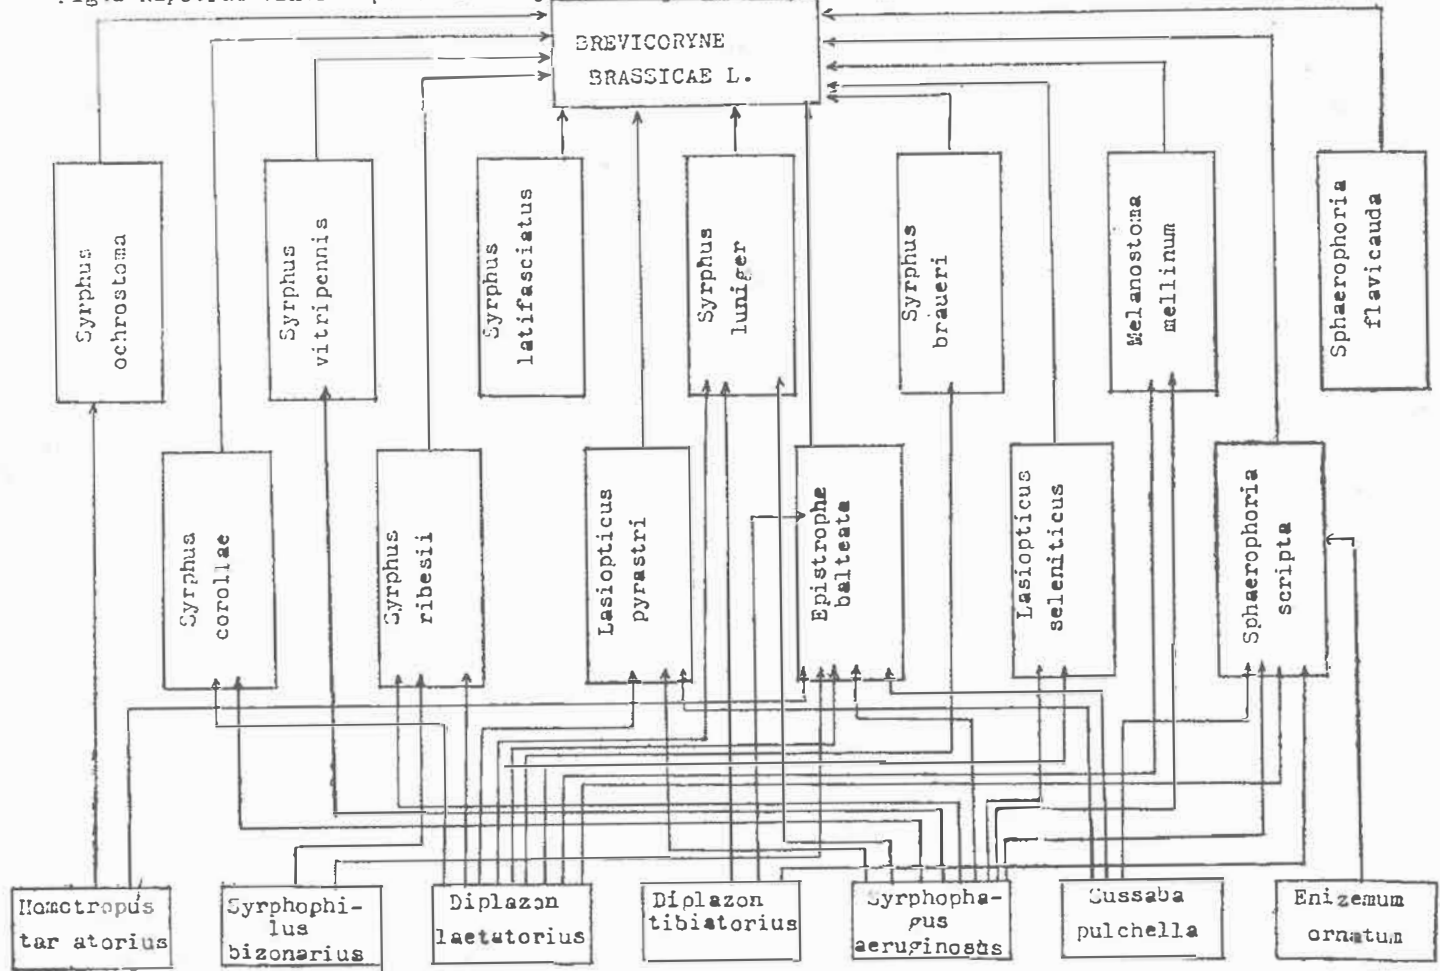 BREVICORYNE
BRASSICAE L.
Syrphus
ochrostoma
Syrphus
vitripennis
Syrphus
latifasciatus
Syrphus
luniger
Syrphus
braueri
Melanostoma
mellinum
Sphaerophoria
flavicauda
Syrphus
corollae
Syrphus
ribesii
Lasiopticus
pyrastri
Epistrophe
balteata
Lasiopticus
seleniticus
Sphaerophoria
scripta
Homotropus
tar atorius
Syrphophi-
lus
bizonarius
Diplazon
laetatorius
Diplazon
tibiatorius
Syrphopha-
gus
aeruginosus
Sussaba
pulchella
Enizemum
ornatum